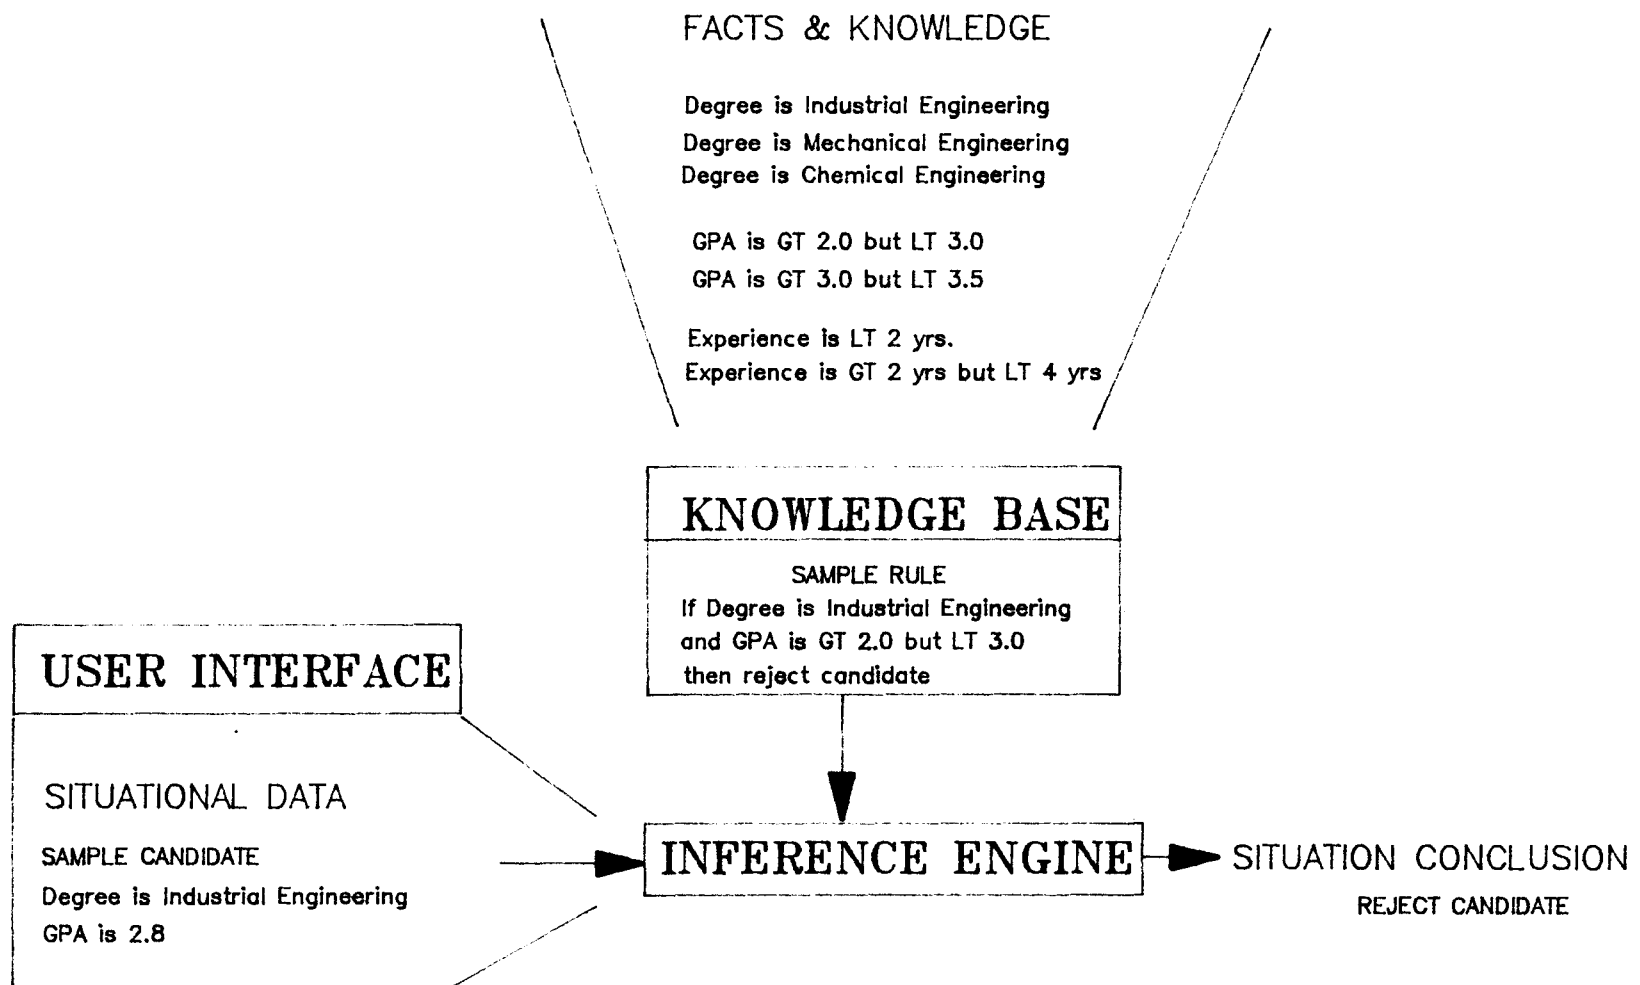 FACTS & KNOWLEDGE
Degree is Industrial Engineering
Degree is Mechanical Engineering
Degree is Chemical Engineering
GPA is GT 2.0 but LT 3.0
GPA is GT 3.0 but LT 3.5
Experience is LT 2 yrs.
Experience is GT 2 yrs but LT 4 yrs
KNOWLEDGE BASE
SAMPLE RULE
If Degree is Industrial Engineering
and GPA is GT 2.0 but LT 3.0
then reject candidate
USER INTERFACE
SITUATIONAL DATA
SAMPLE CANDIDATE
Degree is Industrial Engineering
GPA is 2.8
INFERENCE ENGINE
SITUATION CONCLUSION
REJECT CANDIDATE